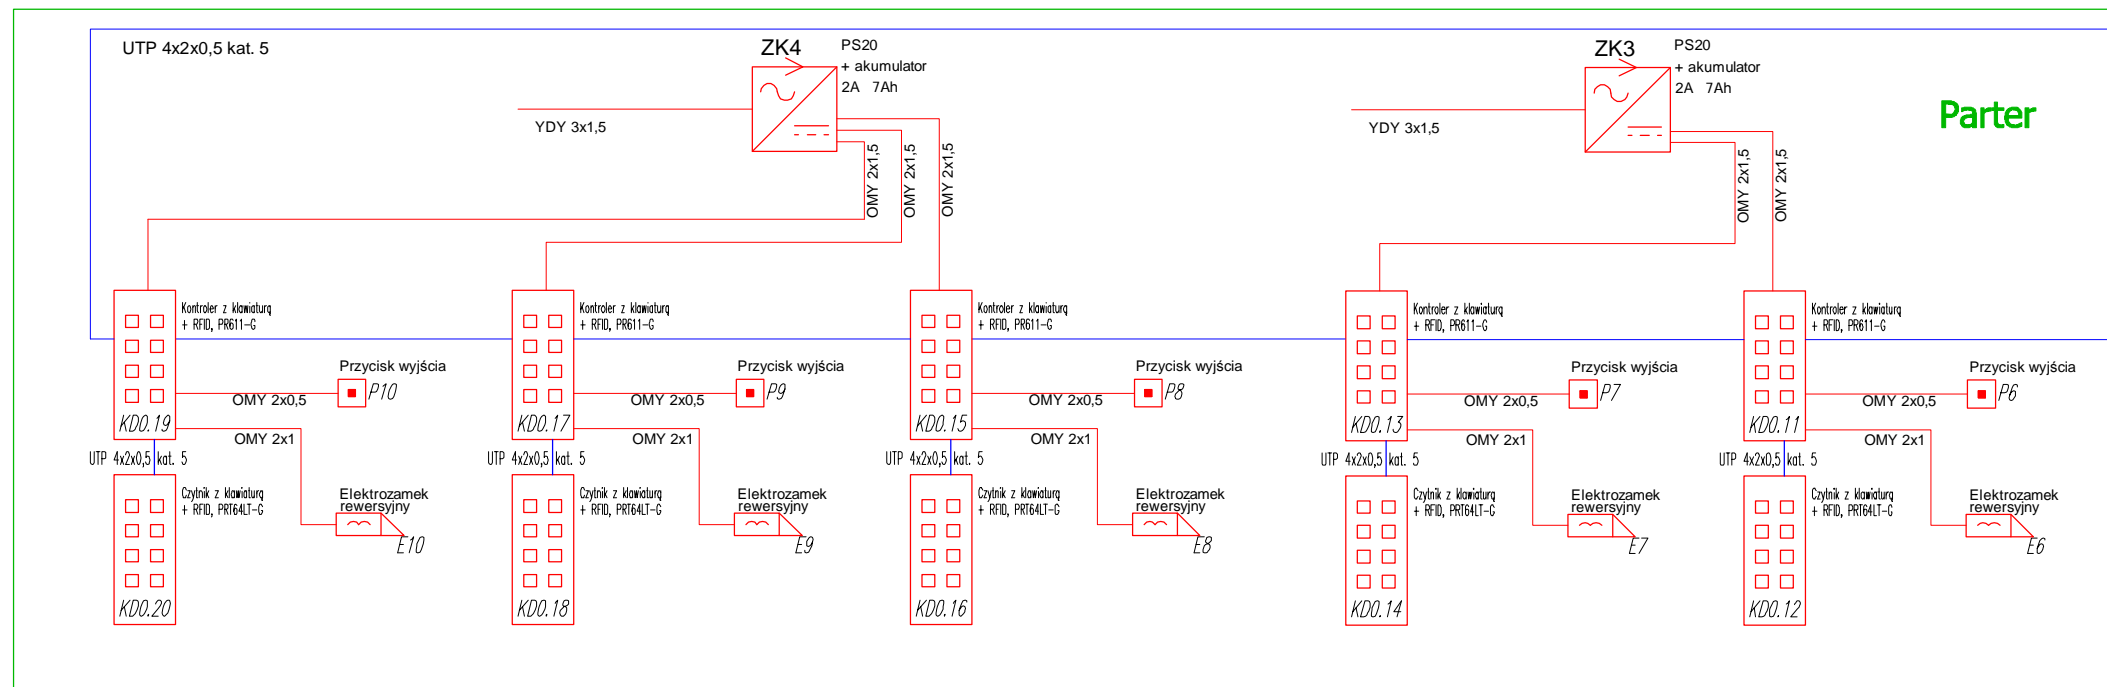 UTP 4x2x0,5 kat. 5
ZK4
PS20
+ akumulator
2A 7Ah
YDY 3x1,5
OMY 2x1,5
OMY 2x1,5
OMY 2x1,5
ZK3
PS20
+ akumulator
2A 7Ah
YDY 3x1,5
OMY 2x1,5
OMY 2x1,5
Parter
Kontroler z klawiaturą
+ RFID, PR611-G
Przycisk wyjścia
OMY 2x0,5
P10
KD0.19
OMY 2x1
UTP 4x2x0,5 kat. 5
Czytnik z klawiaturą
+ RFID, PRT64LT-G
Elektrozamek
rewersyjny
E10
KD0.20
Kontroler z klawiaturą
+ RFID, PR611-G
Przycisk wyjścia
OMY 2x0,5
P9
KD0.17
OMY 2x1
UTP 4x2x0,5 kat. 5
Czytnik z klawiaturą
+ RFID, PRT64LT-G
Elektrozamek
rewersyjny
E9
KD0.18
Kontroler z klawiaturą
+ RFID, PR611-G
Przycisk wyjścia
OMY 2x0,5
P8
KD0.15
OMY 2x1
UTP 4x2x0,5 kat. 5
Czytnik z klawiaturą
+ RFID, PRT64LT-G
Elektrozamek
rewersyjny
E8
KD0.16
Kontroler z klawiaturą
+ RFID, PR611-G
Przycisk wyjścia
OMY 2x0,5
P7
KD0.13
OMY 2x1
UTP 4x2x0,5 kat. 5
Czytnik z klawiaturą
+ RFID, PRT64LT-G
Elektrozamek
rewersyjny
E7
KD0.14
Kontroler z klawiaturą
+ RFID, PR611-G
Przycisk wyjścia
OMY 2x0,5
P6
KD0.11
OMY 2x1
UTP 4x2x0,5 kat. 5
Czytnik z klawiaturą
+ RFID, PRT64LT-G
Elektrozamek
rewersyjny
E6
KD0.12